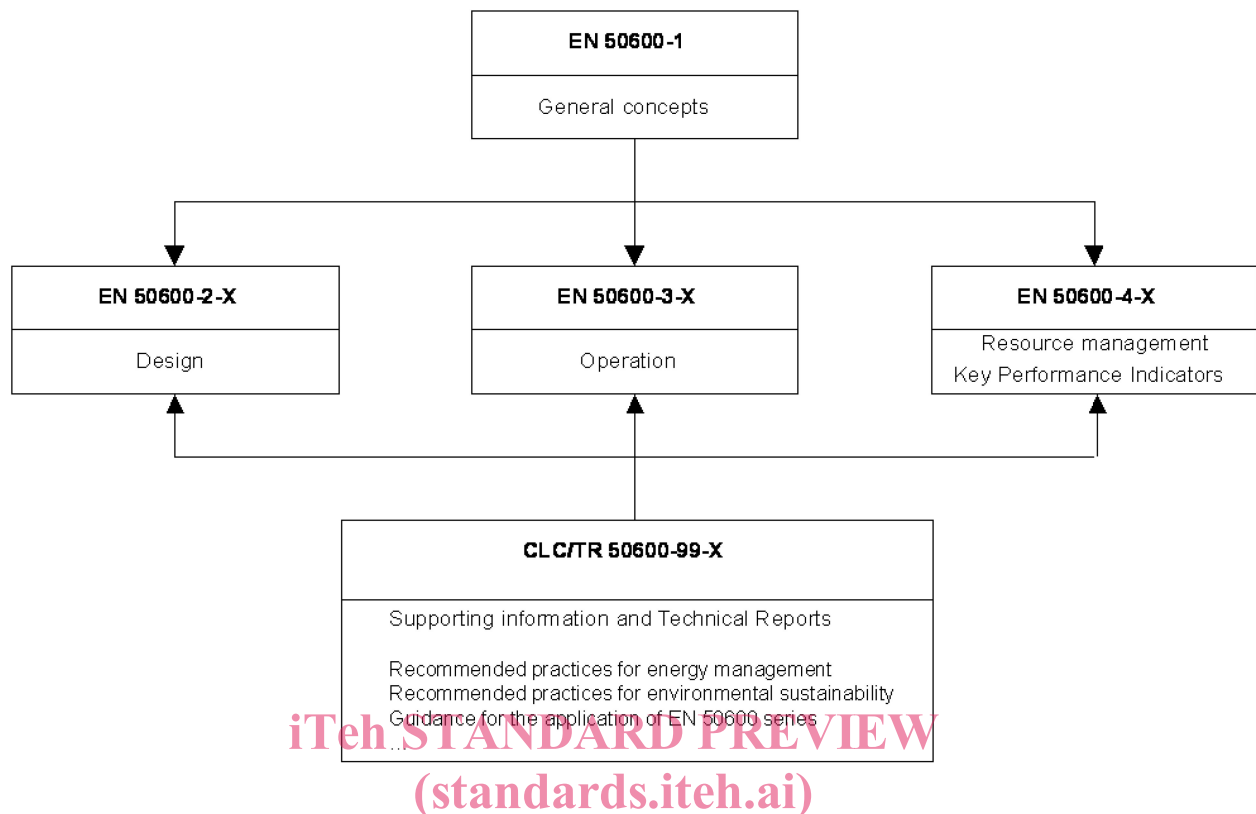 EN 50600-1
General concepts
EN 50600-2-X
Design
EN 50600-3-X
Operation
EN 50600-4-X
Resource management
Key Performance Indicators
CLC/TR 50600-99-X
Supporting information and Technical Reports
Recommended practices for energy management
Recommended practices for environmental sustainability
Guidance for the application of EN 50600 series
...
iTeh STANDARD PREVIEW
(standards.iteh.ai)